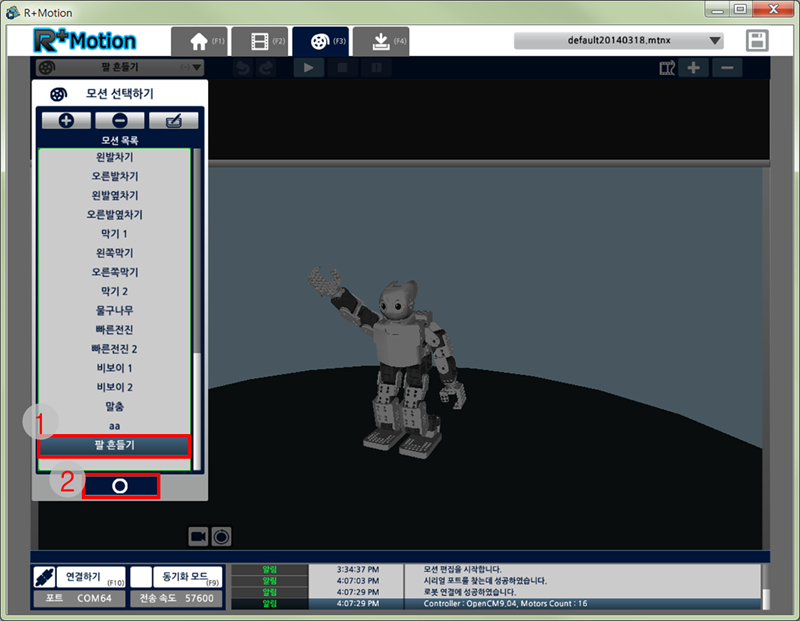 R+Motion
R+Motion
(F1)
(F2)
(F3)
(F4)
default20140318.mtnx
팔 흔들기
모션 선택하기
모션 목록
왼발차기
오른발차기
왼발옆차기
오른발옆차기
막기 1
왼쪽막기
오른쪽막기
막기 2
물구나무
빠른전진
빠른전진 2
비보이 1
비보이 2
말춤
aa
1
팔 흔들기
2
연결하기 (F10)
동기화 모드 (F9)
포트 COM64
전송 속도 57600
알림 3:34:37 PM 모션 편집을 시작합니다.
알림 4:07:03 PM 시리얼 포트를 찾는데 성공하였습니다.
알림 4:07:29 PM 로봇 연결에 성공하였습니다.
알림 4:07:29 PM Controller : OpenCM9.04, Motors Count : 16